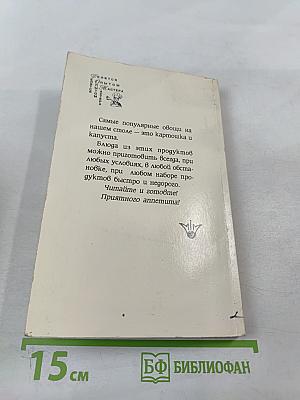 Самые популярные овощи на
нашем столе — это картошка и
капуста.
Блюда из этих продуктов
можно приготовить всегда, при
любых условиях, в любой обста-
новке, при любом наборе про-
дуктов быстро и недорого.
Читайте и готовьте!
Приятного аппетита!
15 см
БФ БИБЛИОФАН